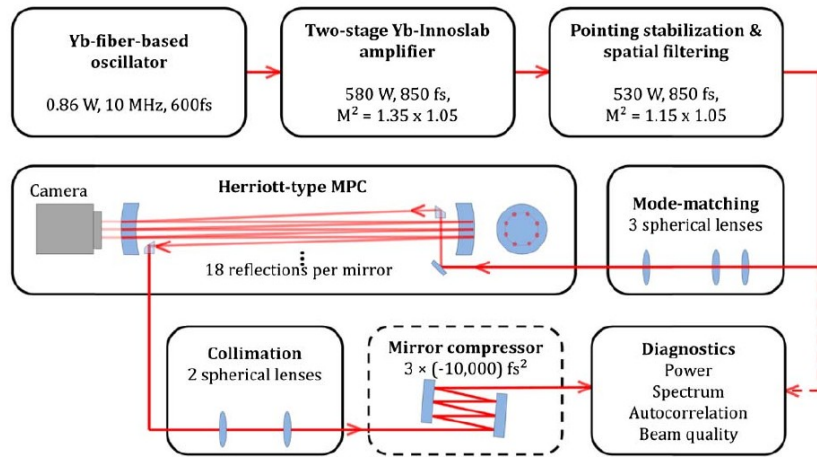 Yb-fiber-based
oscillator
0.86 W, 10 MHz, 600fs
Two-stage Yb-Innoslab
amplifier
580 W, 850 fs,
M² = 1.35 x 1.05
Pointing stabilization &
spatial filtering
530 W, 850 fs,
M² = 1.15 x 1.05
Camera
Herriott-type MPC
18 reflections per mirror
Mode-matching
3 spherical lenses
Collimation
2 spherical lenses
Mirror compressor
3 × (-10,000) fs²
Diagnostics
Power
Spectrum
Autocorrelation
Beam quality